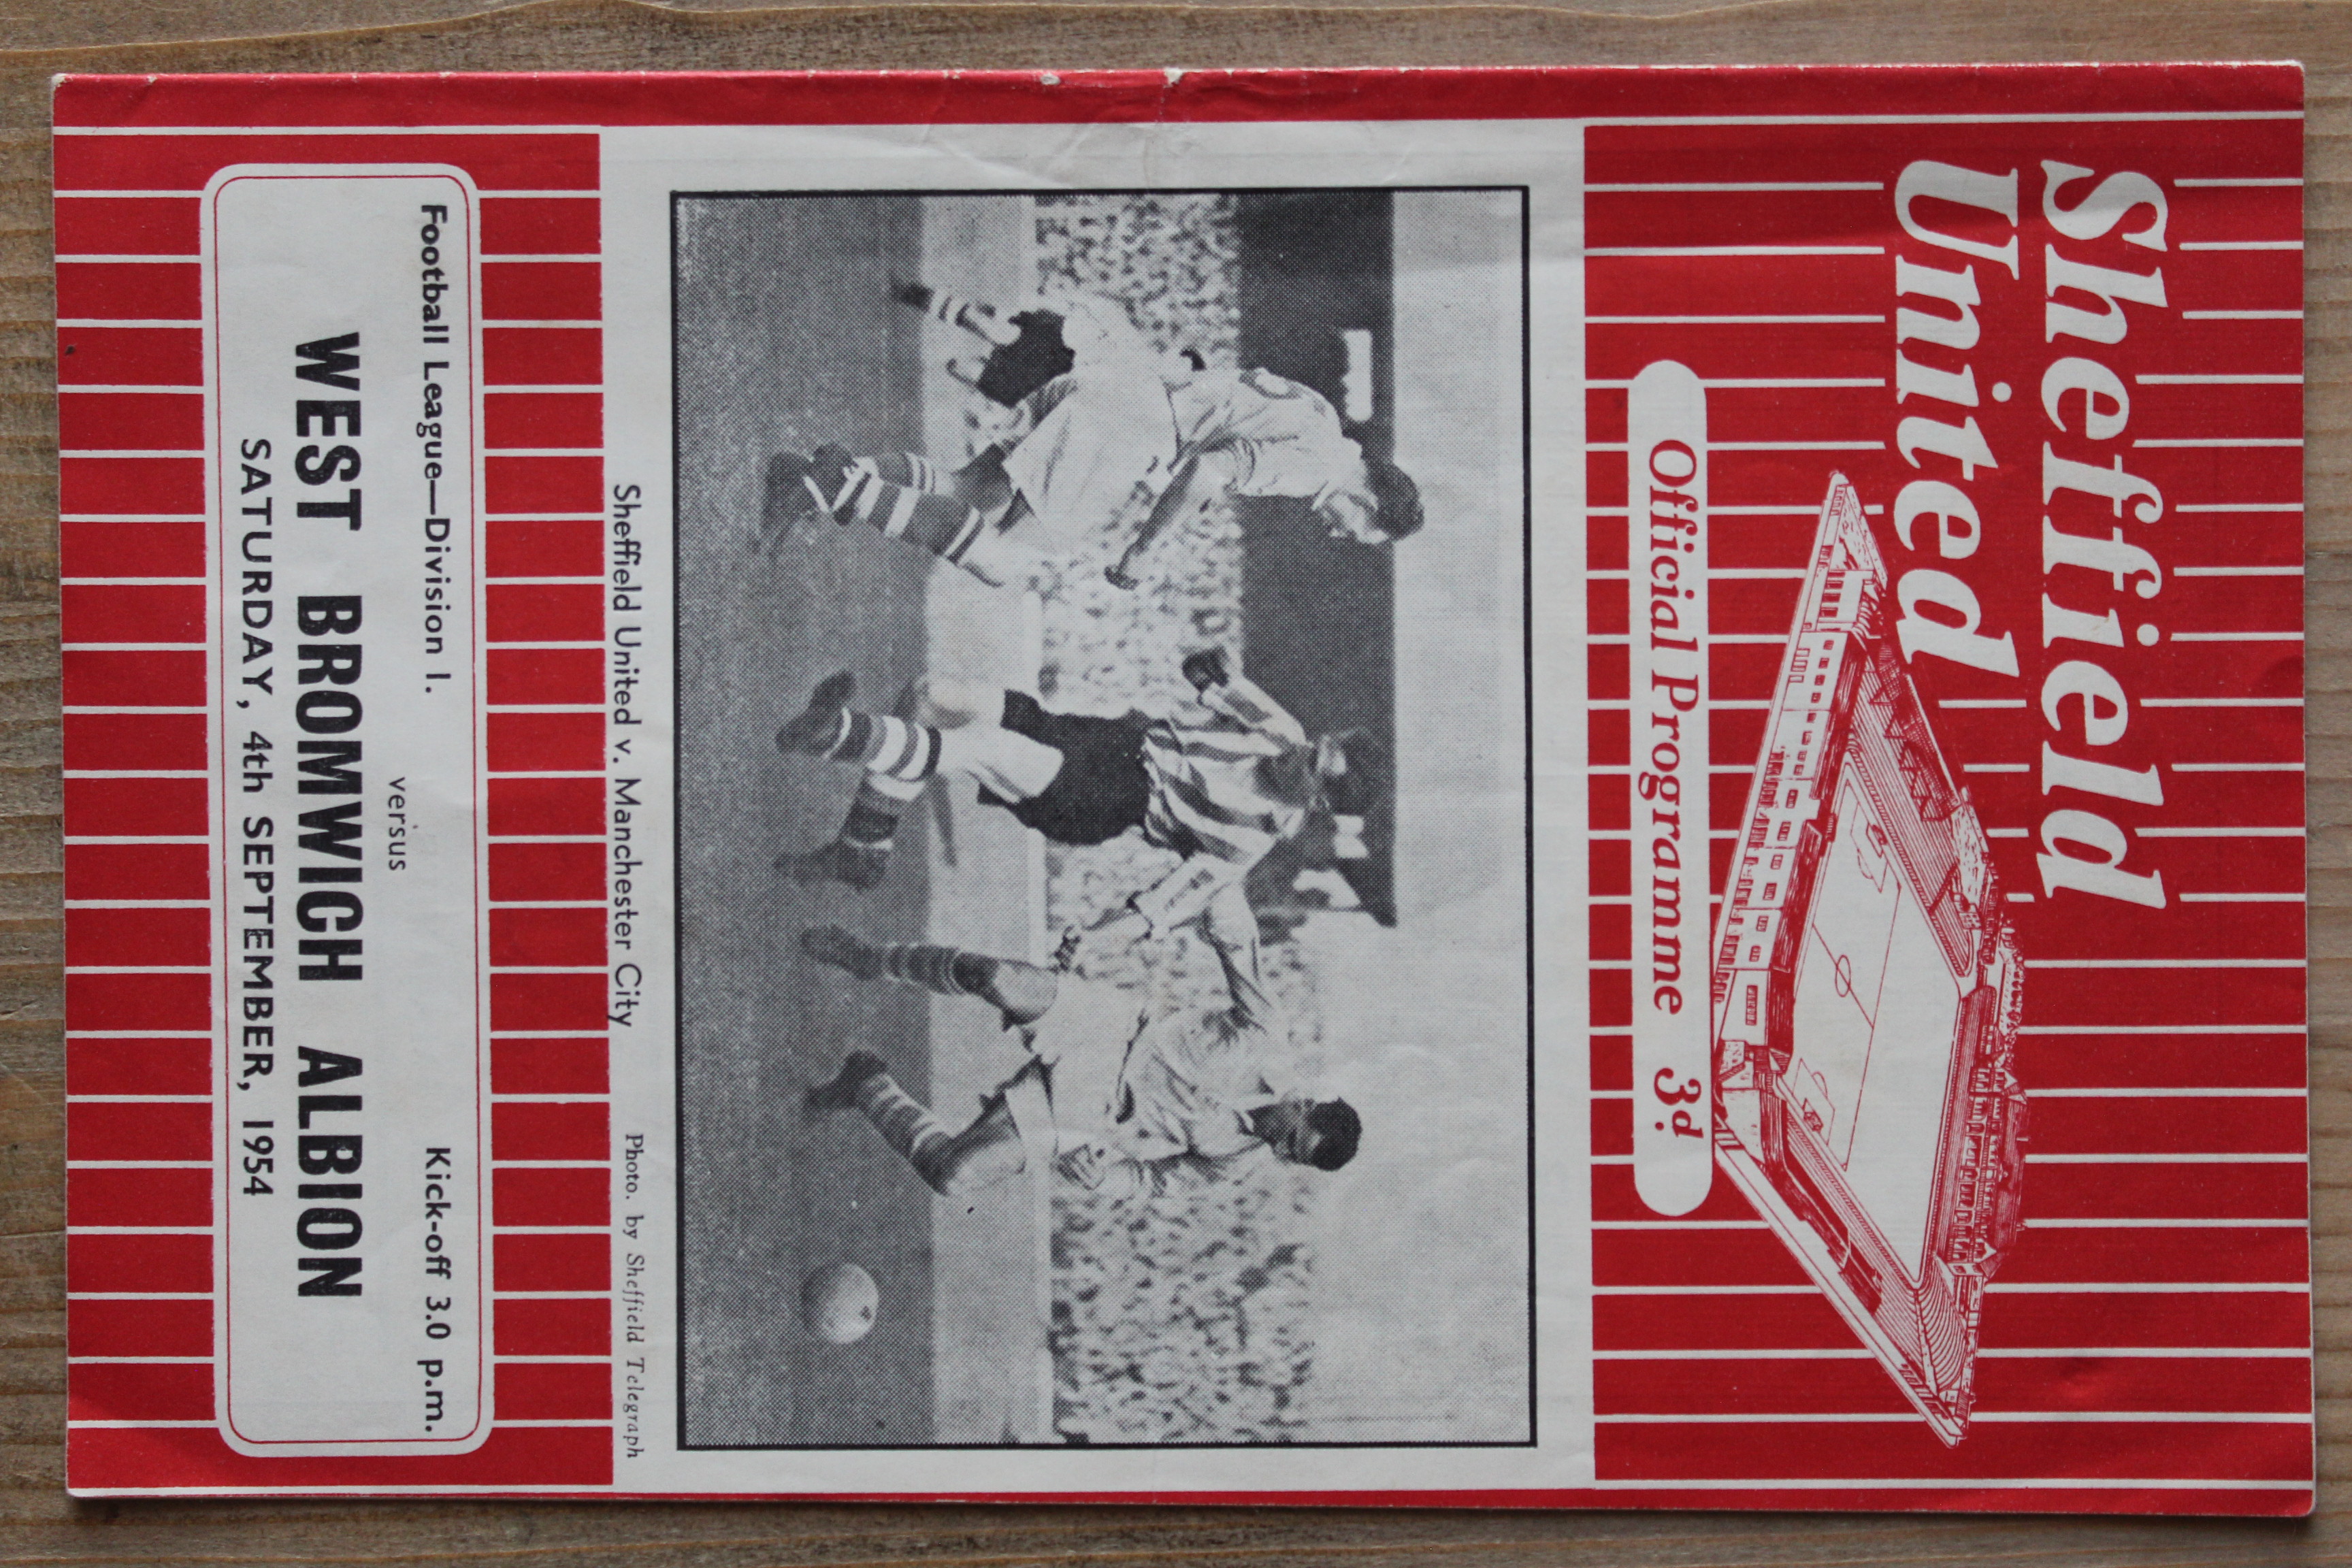 Sheffield
United
Official Programme 3d.
Sheffield United v. Manchester City
Photo. by Sheffield Telegraph
Football League—Division I.
Kick-off 3.0 p.m.
versus
WEST BROMWICH ALBION
SATURDAY, 4th SEPTEMBER, 1954